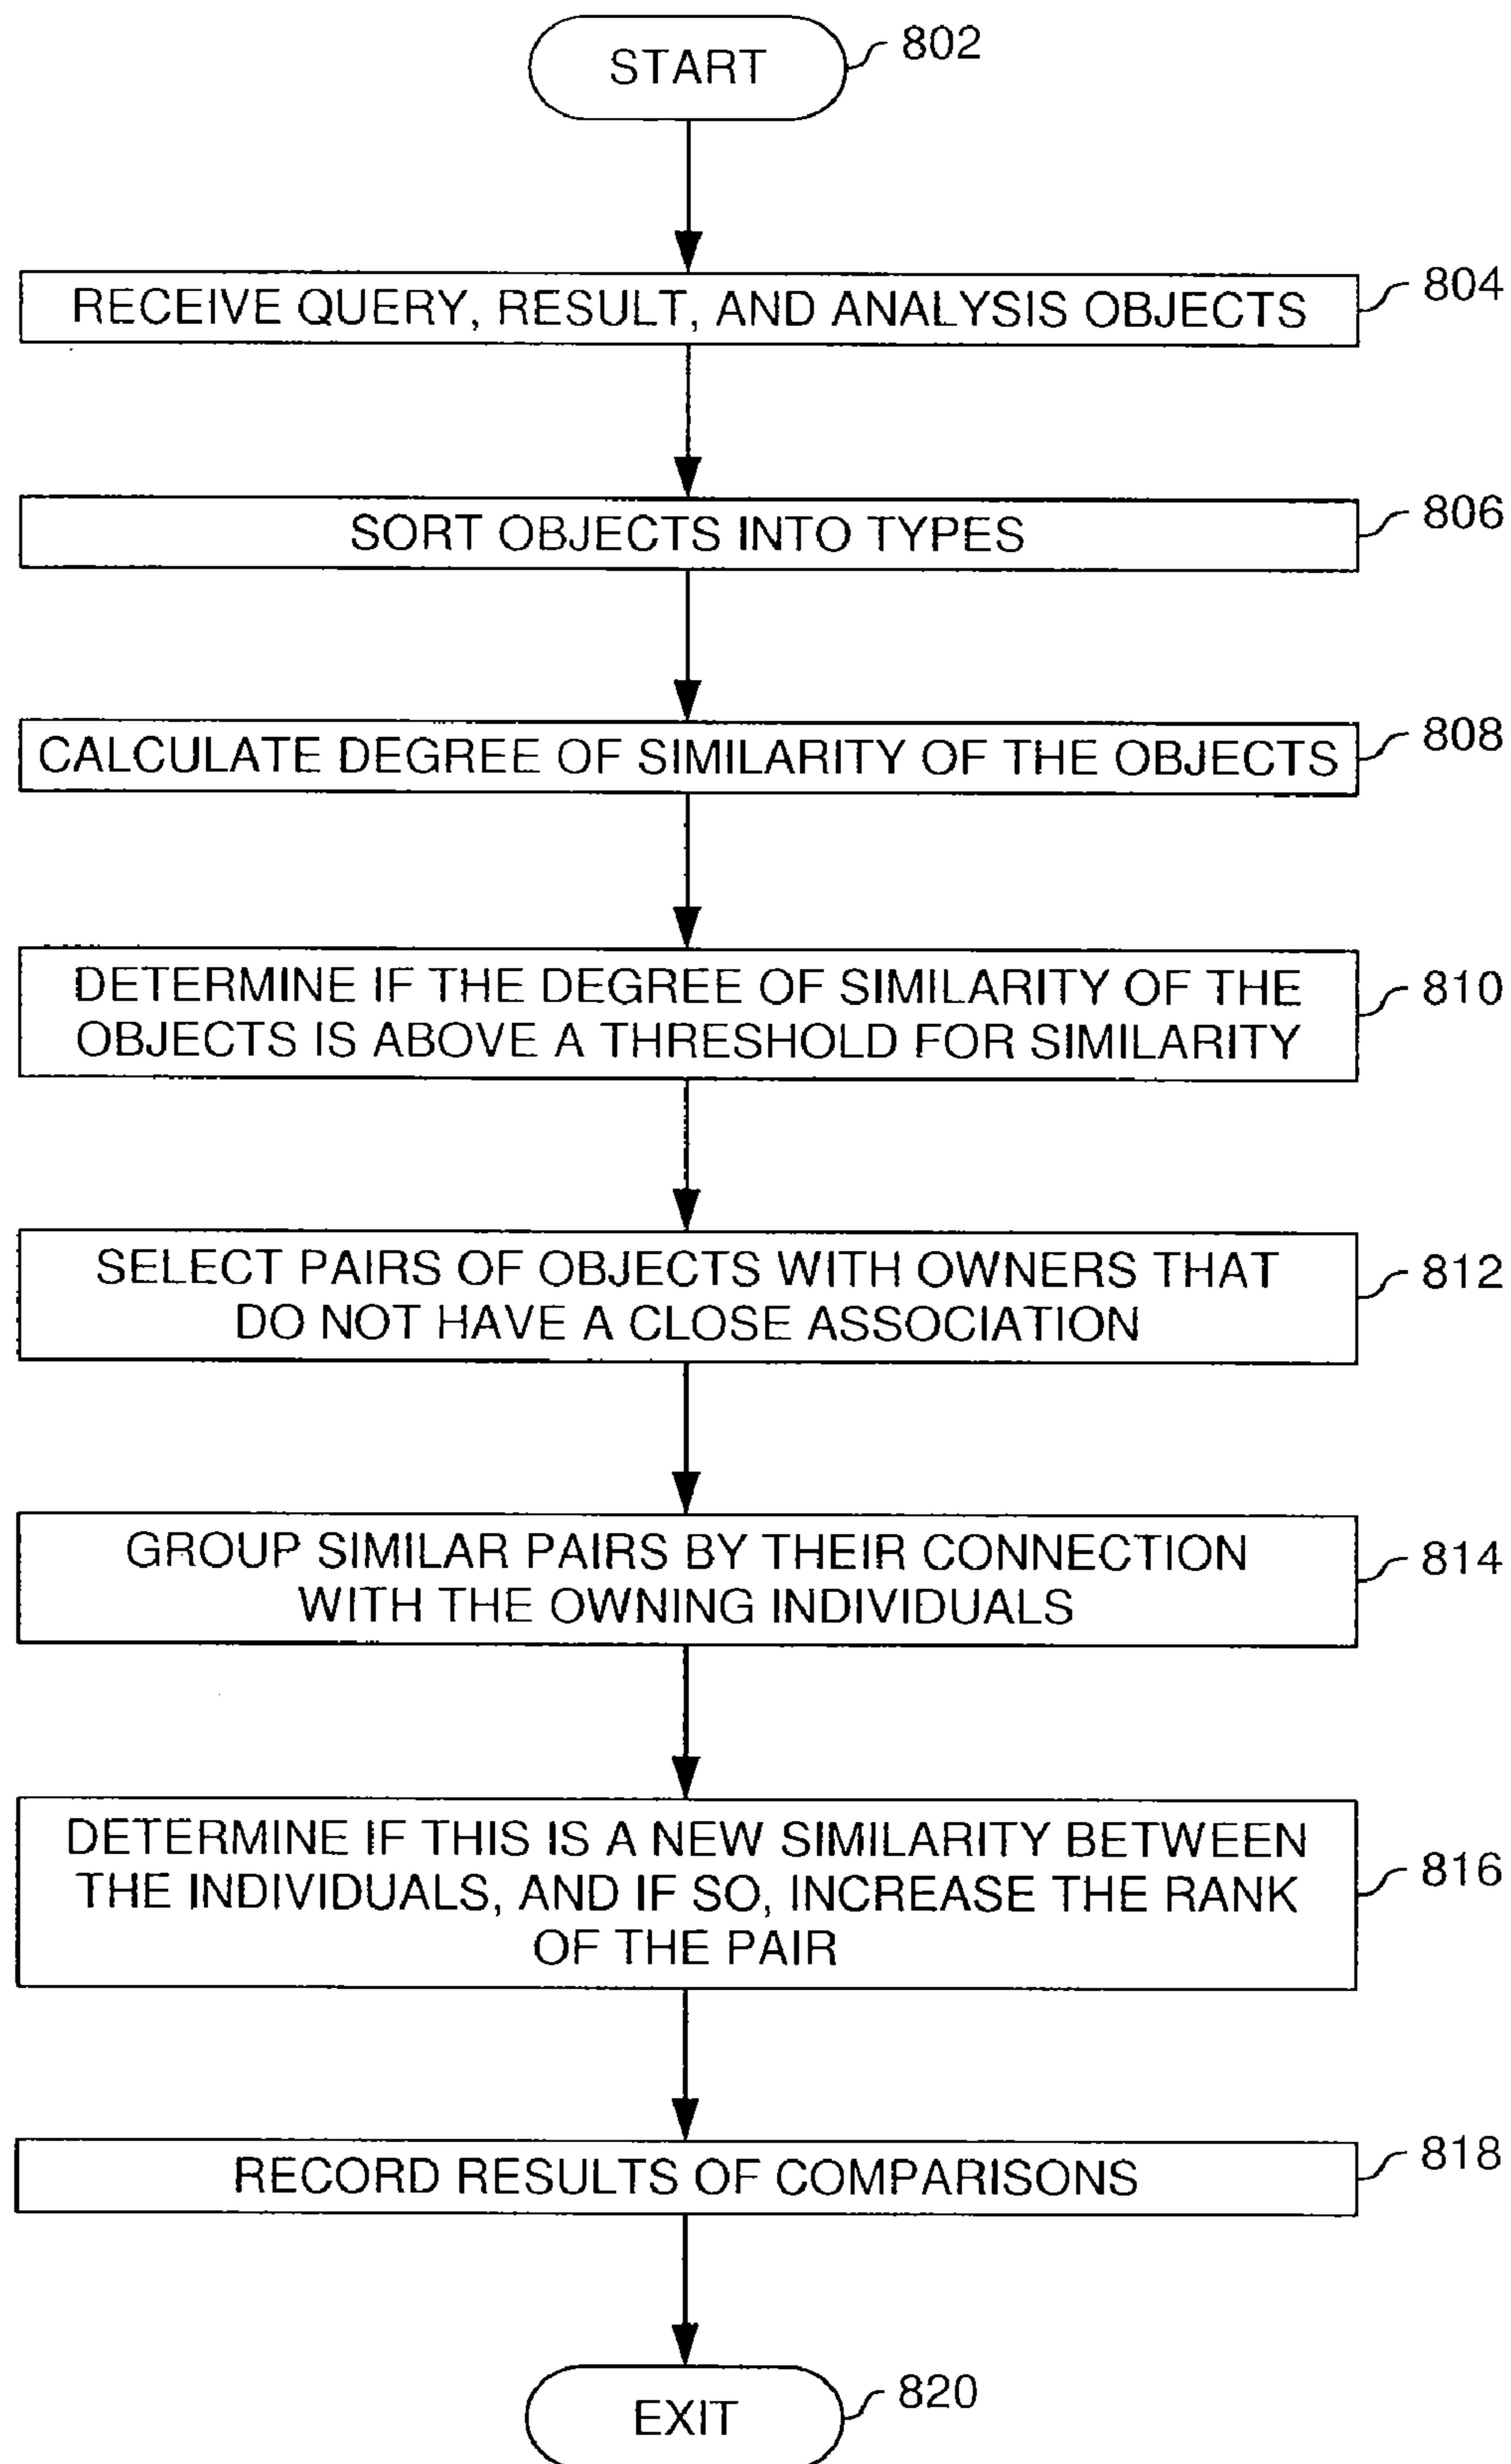 START
802
RECEIVE QUERY, RESULT, AND ANALYSIS OBJECTS
804
SORT OBJECTS INTO TYPES
806
CALCULATE DEGREE OF SIMILARITY OF THE OBJECTS
808
DETERMINE IF THE DEGREE OF SIMILARITY OF THE
OBJECTS IS ABOVE A THRESHOLD FOR SIMILARITY
810
SELECT PAIRS OF OBJECTS WITH OWNERS THAT
DO NOT HAVE A CLOSE ASSOCIATION
812
GROUP SIMILAR PAIRS BY THEIR CONNECTION
WITH THE OWNING INDIVIDUALS
814
DETERMINE IF THIS IS A NEW SIMILARITY BETWEEN
THE INDIVIDUALS, AND IF SO, INCREASE THE RANK
OF THE PAIR
816
RECORD RESULTS OF COMPARISONS
818
EXIT
820